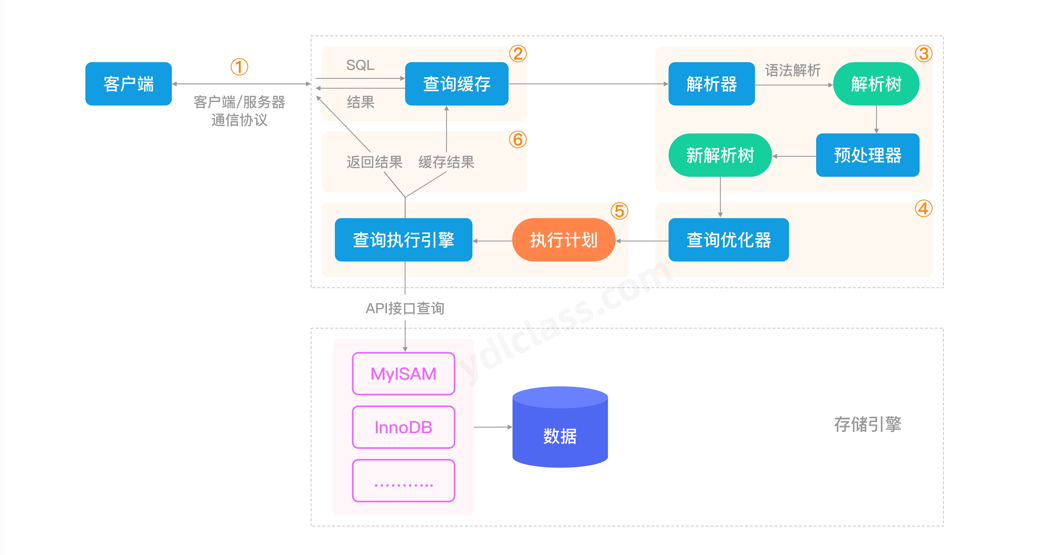 ①
客户端
客户端/服务器
通信协议
②
SQL
结果
查询缓存
③
解析器
语法解析
解析树
预处理器
新解析树
④
查询优化器
⑤
执行计划
查询执行引擎
⑥
返回结果
缓存结果
API接口查询
MyISAM
InnoDB
………..
数据
存储引擎
ydlclass.com